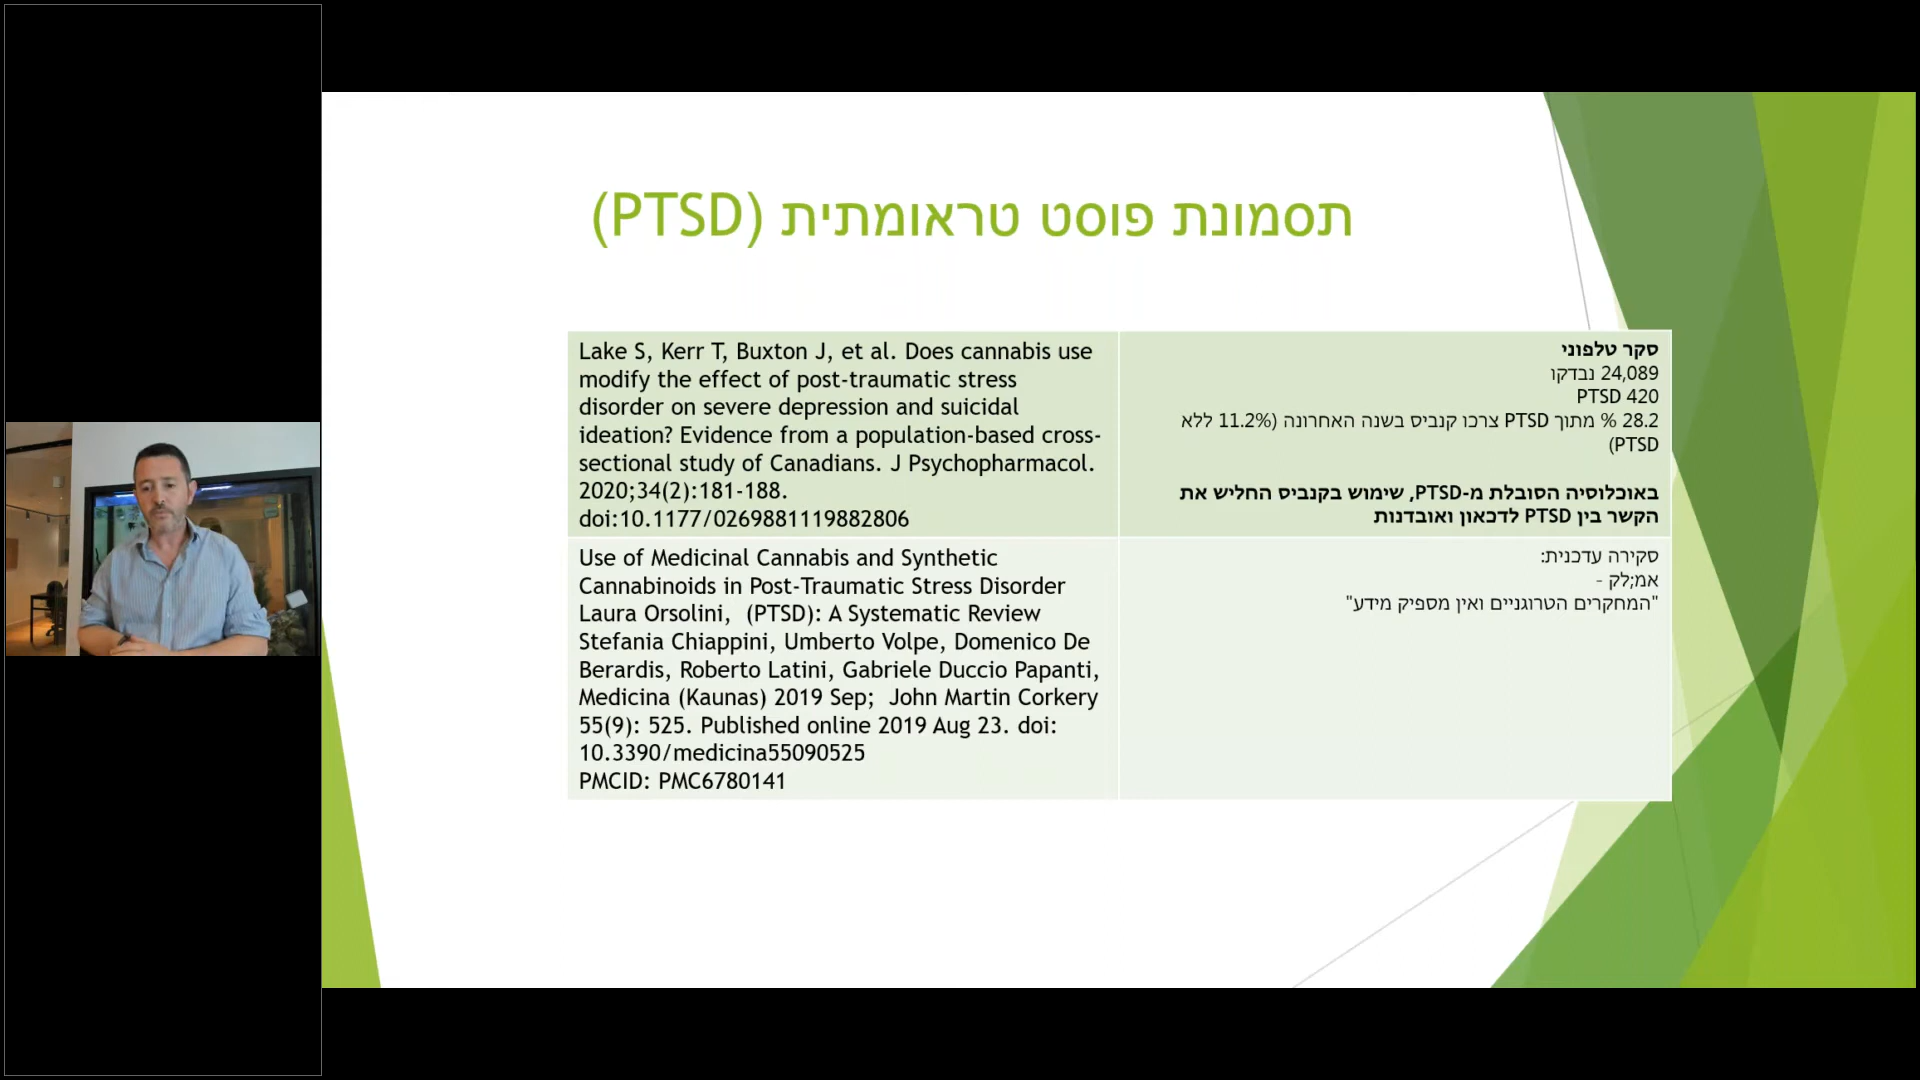 תסמונת פוסט טראומתית (PTSD)
Lake S, Kerr T, Buxton J, et al. Does cannabis use
modify the effect of post-traumatic stress
disorder on severe depression and suicidal
ideation? Evidence from a population-based cross-
sectional study of Canadians. J Psychopharmacol.
2020;34(2):181-188.
doi:10.1177/0269881119882806
סקר טלפוני
24,089 נבדקו
420 PTSD
28.2 % מתוך PTSD צרכו קנביס בשנה האחרונה (11.2% ללא
PTSD)
באוכלוסיה הסובלת מ-PTSD, שימוש בקנביס החליש את
הקשר בין PTSD לדכאון ואובדנות
Use of Medicinal Cannabis and Synthetic
Cannabinoids in Post-Traumatic Stress Disorder
Laura Orsolini,  (PTSD): A Systematic Review
Stefania Chiappini, Umberto Volpe, Domenico De
Berardis, Roberto Latini, Gabriele Duccio Papanti,
Medicina (Kaunas) 2019 Sep;  John Martin Corkery
55(9): 525. Published online 2019 Aug 23. doi:
10.3390/medicina55090525
PMCID: PMC6780141
סקירה עדכנית:
אמ;לק -
"המחקרים הטרוגניים ואין מספיק מידע"